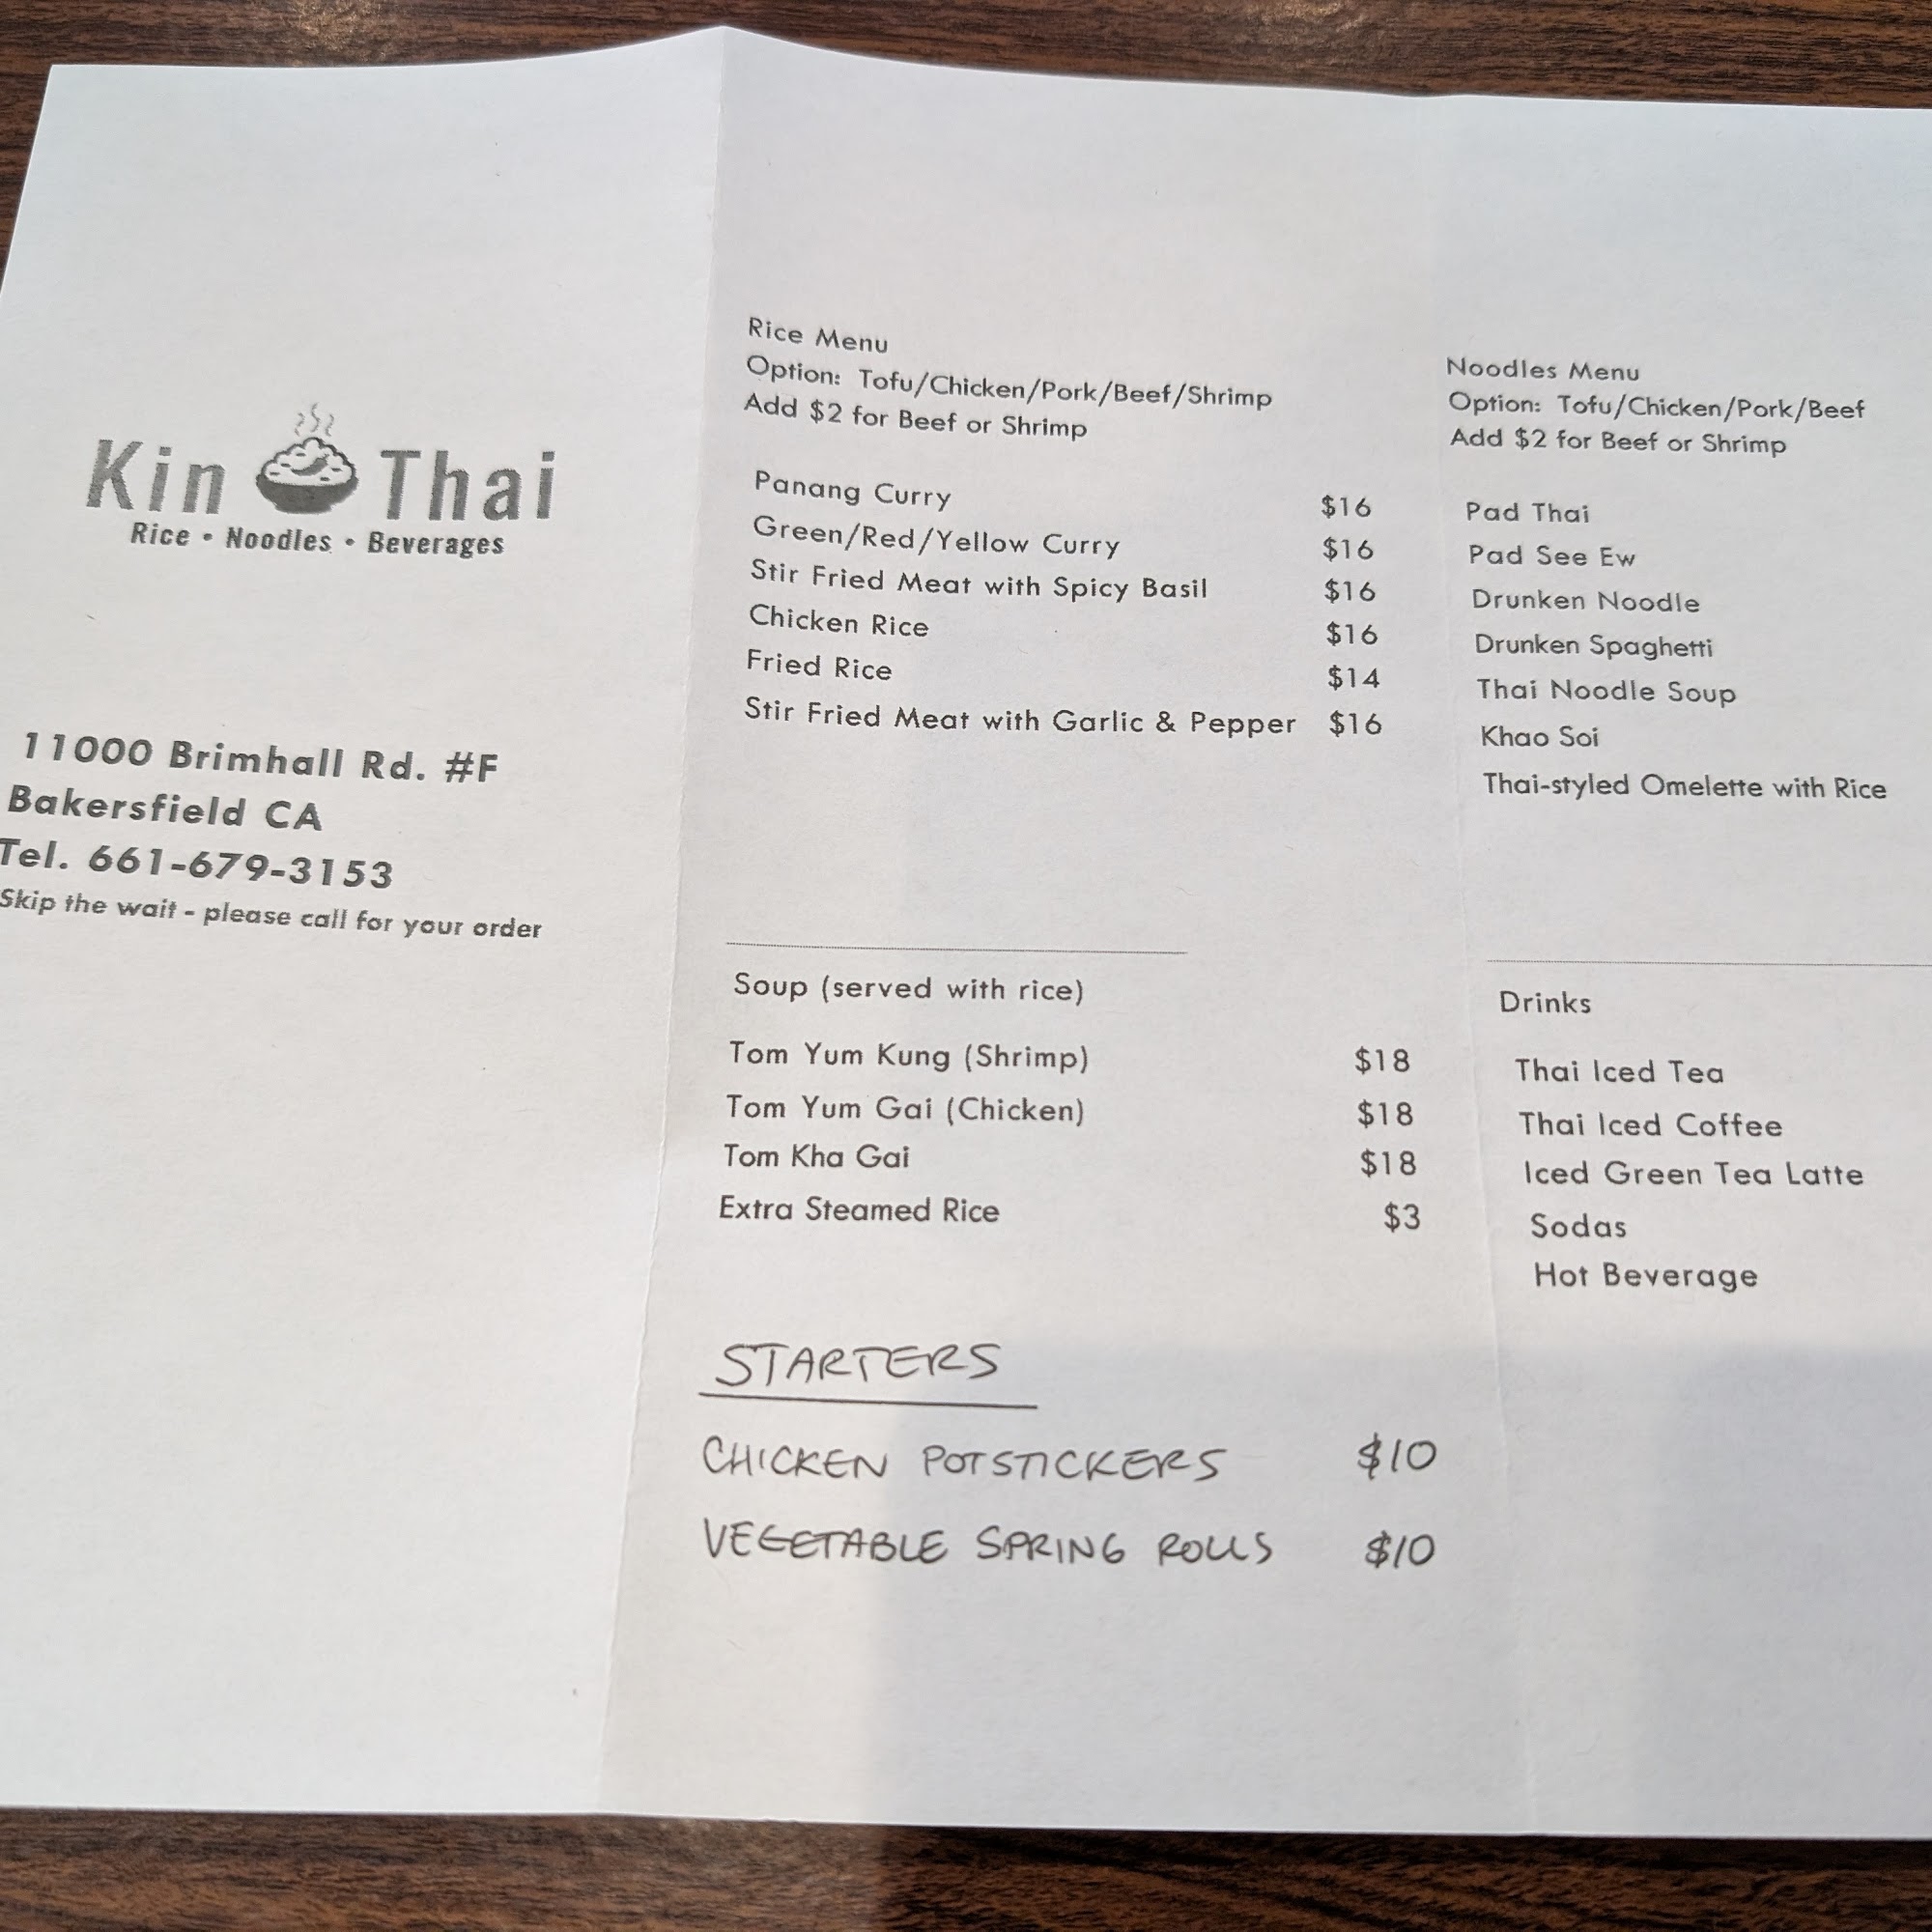 Kin Thai
Rice • Noodles • Beverages
11000 Brimhall Rd. #F
Bakersfield CA
Tel. 661-679-3153
Skip the wait - please call for your order
Rice Menu
Option: Tofu/Chicken/Pork/Beef/Shrimp
Add $2 for Beef or Shrimp
Panang Curry $16
Green/Red/Yellow Curry $16
Stir Fried Meat with Spicy Basil $16
Chicken Rice $16
Fried Rice $14
Stir Fried Meat with Garlic & Pepper $16
Soup (served with rice)
Tom Yum Kung (Shrimp) $18
Tom Yum Gai (Chicken) $18
Tom Kha Gai $18
Extra Steamed Rice $3
STARTERS
CHICKEN POTSTICKERS $10
VEGETABLE SPRING ROLLS $10
Noodles Menu
Option: Tofu/Chicken/Pork/Beef
Add $2 for Beef or Shrimp
Pad Thai
Pad See Ew
Drunken Noodle
Drunken Spaghetti
Thai Noodle Soup
Khao Soi
Thai-styled Omelette with Rice
Drinks
Thai Iced Tea
Thai Iced Coffee
Iced Green Tea Latte
Sodas
Hot Beverage